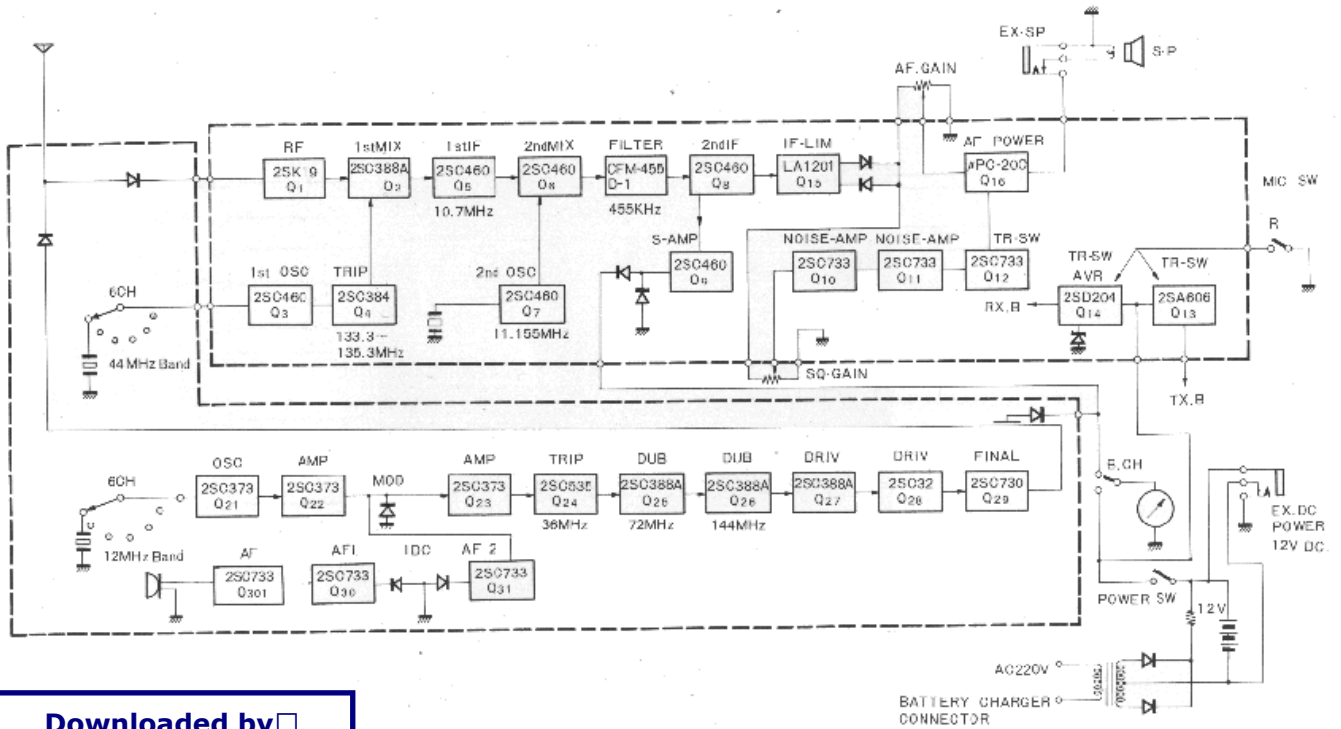 EX-SP
S·P
AF.GAIN
RF 1stMIX 1stIF 2ndMIX FILTER 2ndIF IF-LIM AF POWER
2SK19 Q1
2SC388A Q2
2SC460 Q5
2SC460 Q6
CFM-455 D-1
2SC460 Q8
LA1201 Q15
μPC-20C Q16
MIC SW
R
10.7MHz
455KHz
S-AMP NOISE-AMP NOISE-AMP TR-SW
2SC460 Q9
2SC733 Q10
2SC733 Q11
2SC733 Q12
TR-SW AVR
TR-SW
2SD204 Q14
2SA606 Q13
RX.B
TX.B
1st OSC TRIP 2nd OSC
2SC460 Q3
2SC384 Q4
2SC460 Q7
133.3~
135.3MHz
11.155MHz
6CH
44MHz Band
SQ-GAIN
OSC AMP MOD AMP TRIP DUB DUB DRIV DRIV FINAL
2SC373 Q21
2SC373 Q22
2SC373 Q23
2SC535 Q24
2SC388A Q25
2SC388A Q26
2SC388A Q27
2SC32 Q28
2SC730 Q29
36MHz 72MHz 144MHz
6CH
12MHz Band
AF AF1 IDC AF 2
2SC733 Q301
2SC733 Q30
2SC733 Q31
B.CH
EX.DC
POWER
12V DC.
POWER SW
12V
AC220V
BATTERY CHARGER
CONNECTOR
Downloaded by□